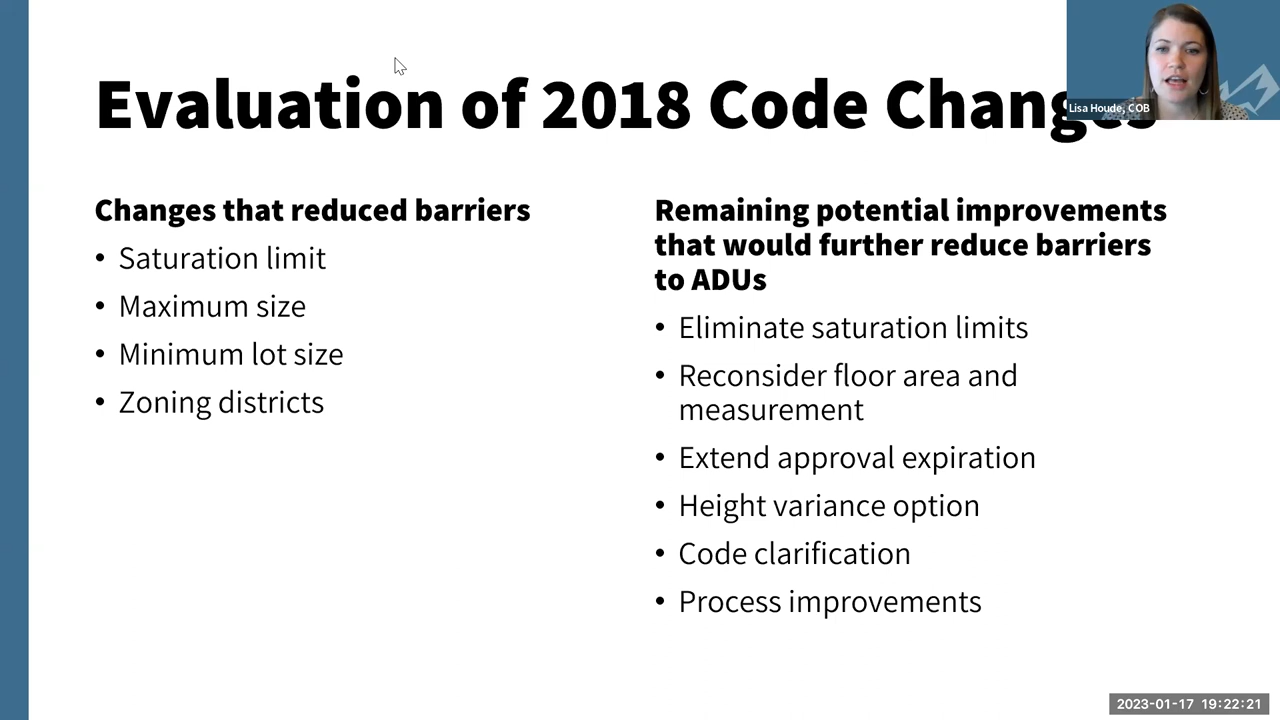 Evaluation of 2018 Code Changes
Lisa Houde, COB
Changes that reduced barriers
• Saturation limit
• Maximum size
• Minimum lot size
• Zoning districts
Remaining potential improvements
that would further reduce barriers
to ADUs
• Eliminate saturation limits
• Reconsider floor area and
measurement
• Extend approval expiration
• Height variance option
• Code clarification
• Process improvements
2023-01-17 19:22:21